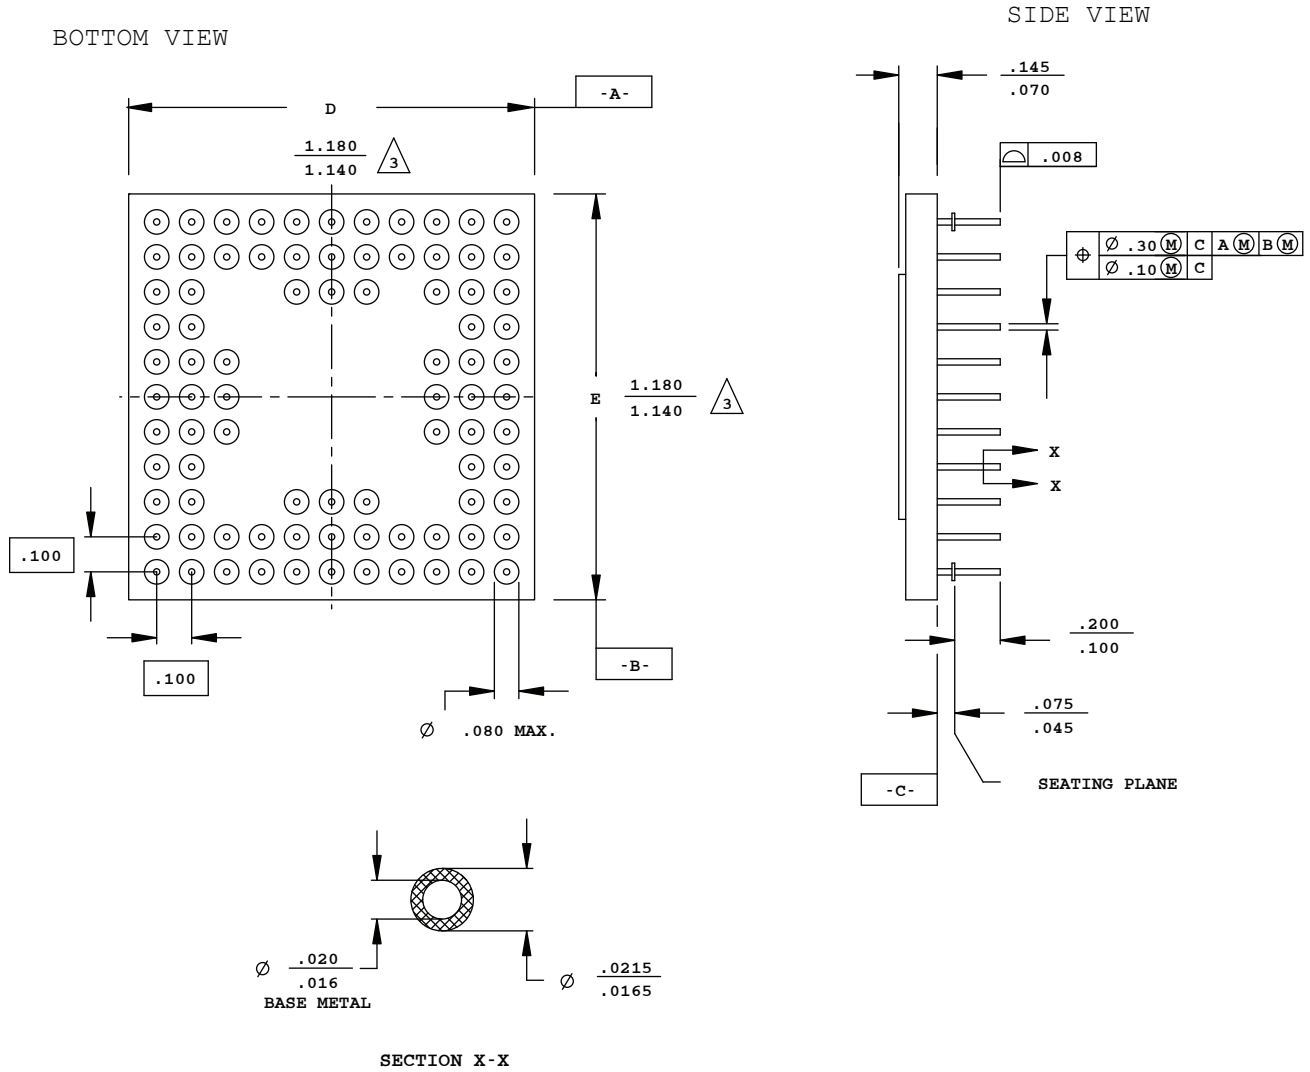 SIDE VIEW
BOTTOM VIEW
.145
.070
-A-
D
1.180
1.140
3
.008
Ø .30 Ⓜ C A Ⓜ B Ⓜ
Ø .10 Ⓜ C
E
1.180
1.140
3
X
X
.100
.100
.200
.100
-B-
Ø .080 MAX.
.075
.045
-C-
SEATING PLANE
Ø .020
.016
BASE METAL
Ø .0215
.0165
SECTION X-X